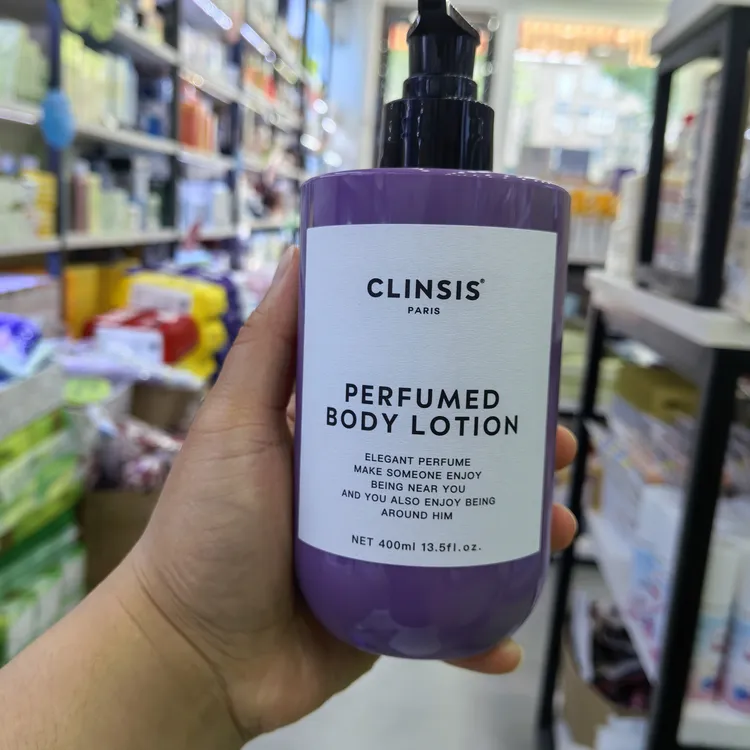 CLINSIS®
PARIS
PERFUMED
BODY LOTION
ELEGANT PERFUME
MAKE SOMEONE ENJOY
BEING NEAR YOU
AND YOU ALSO ENJOY BEING
AROUND HIM
NET 400ml 13.5fl.oz.